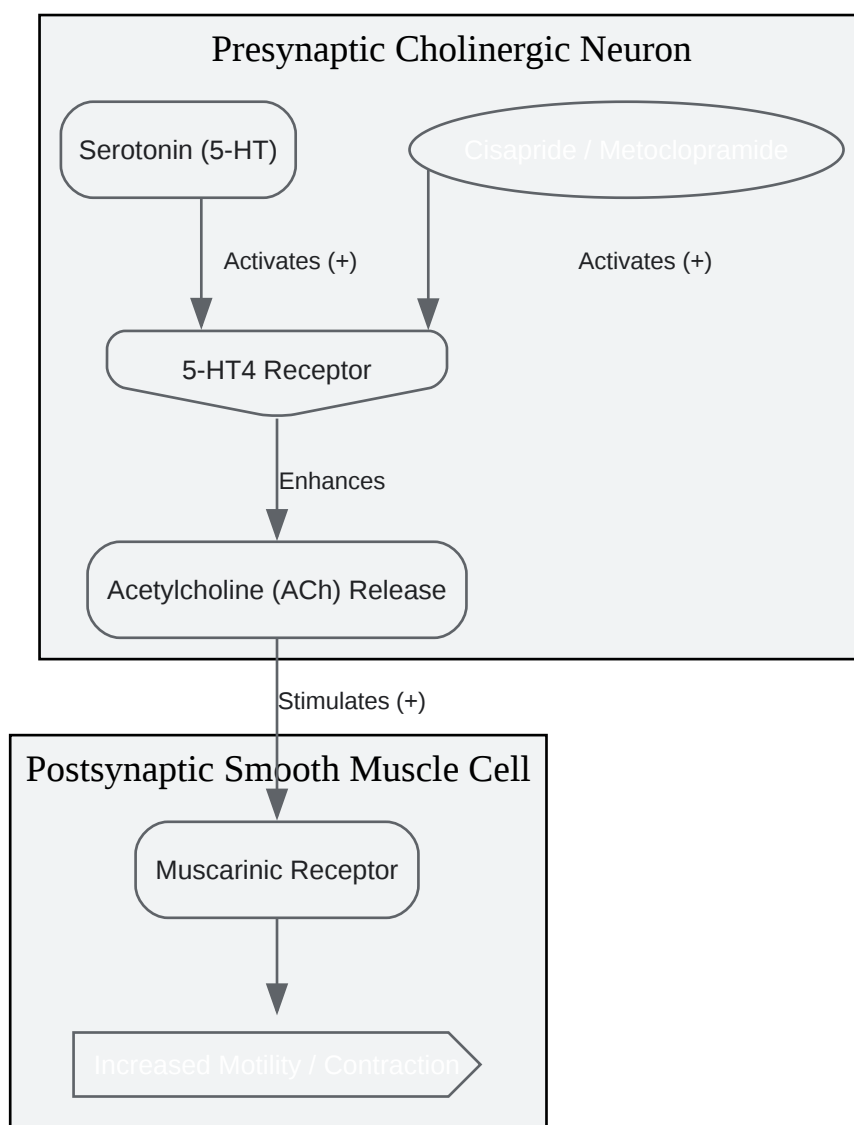 Presynaptic Cholinergic Neuron
Serotonin (5-HT)
Cisapride / Metoclopramide
Activates (+)
Activates (+)
5-HT4 Receptor
Enhances
Acetylcholine (ACh) Release
Stimulates (+)
Postsynaptic Smooth Muscle Cell
Muscarinic Receptor
Increased Motility / Contraction